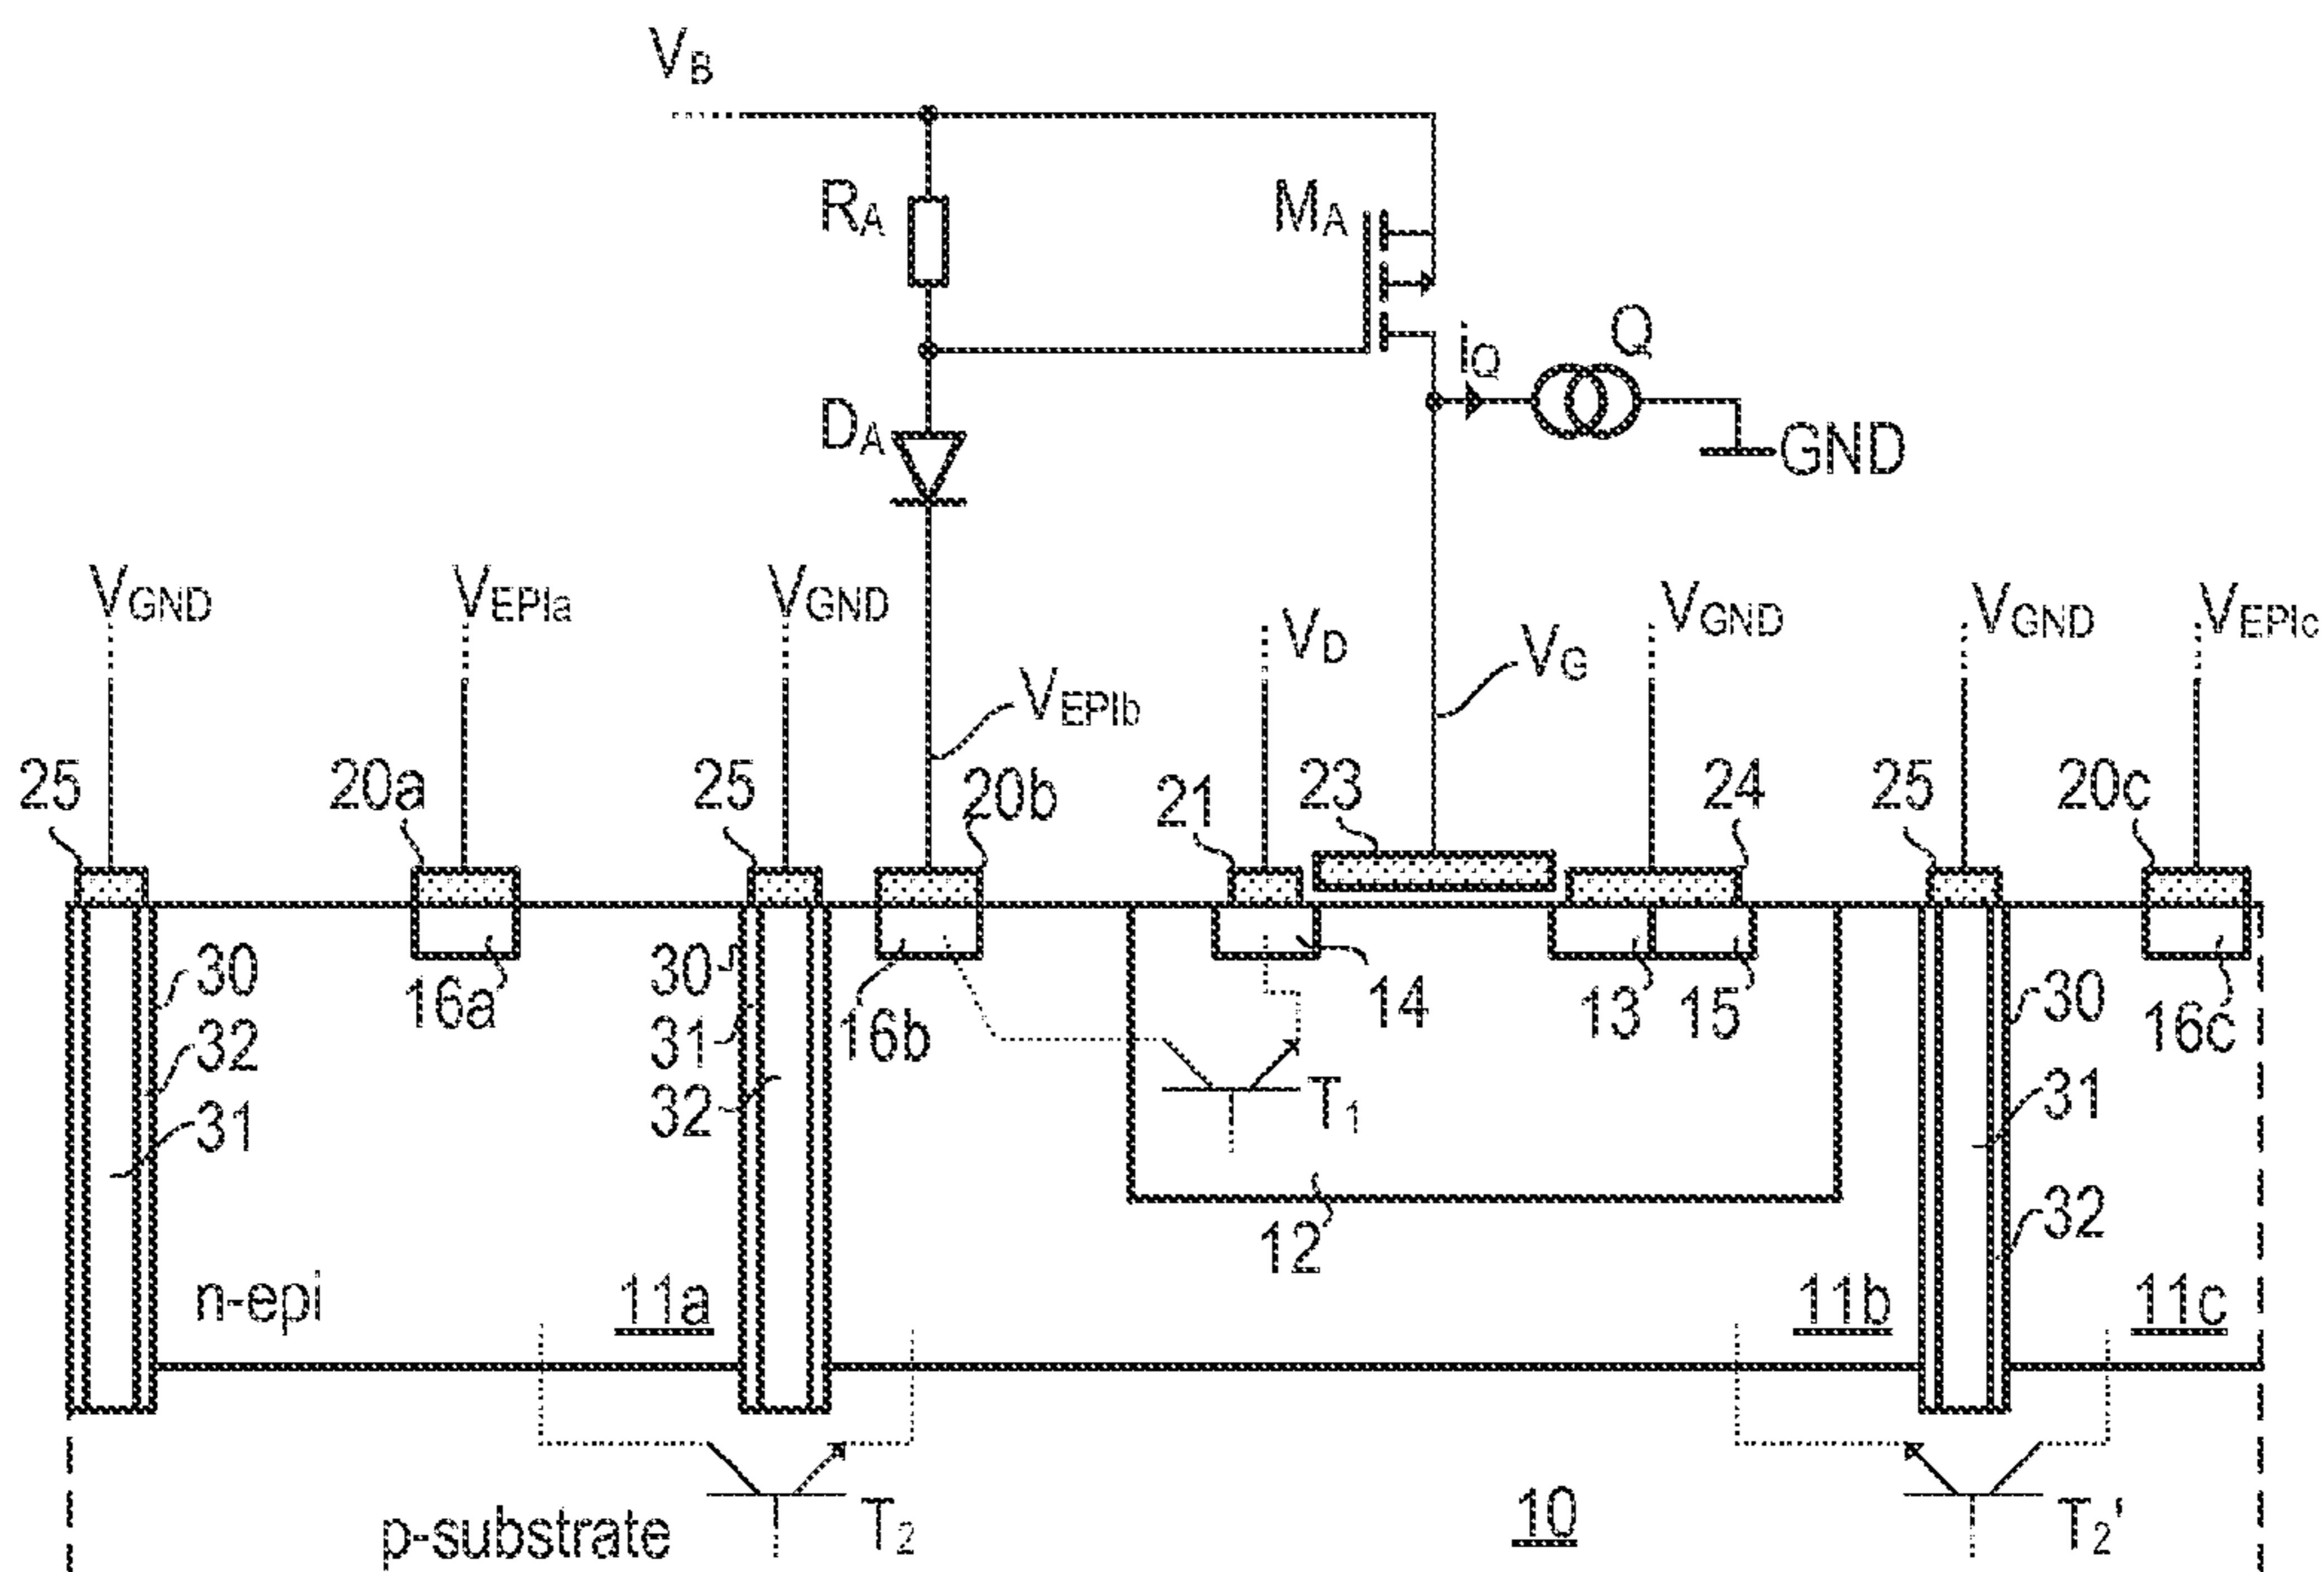 VB
RA
MA
iQ
Q
DA
GND
VGND
VEPIa
VGND
VD
VGND
VGND
VEPIc
VG
VEPIb
25
20a
25
20b
21
23
24
25
20c
30
16a
30
16b
14
13
15
30
16c
32
31
31
31
32
T1
32
12
n-epi
11a
11b
11c
p-substrate
T2
10
T2'